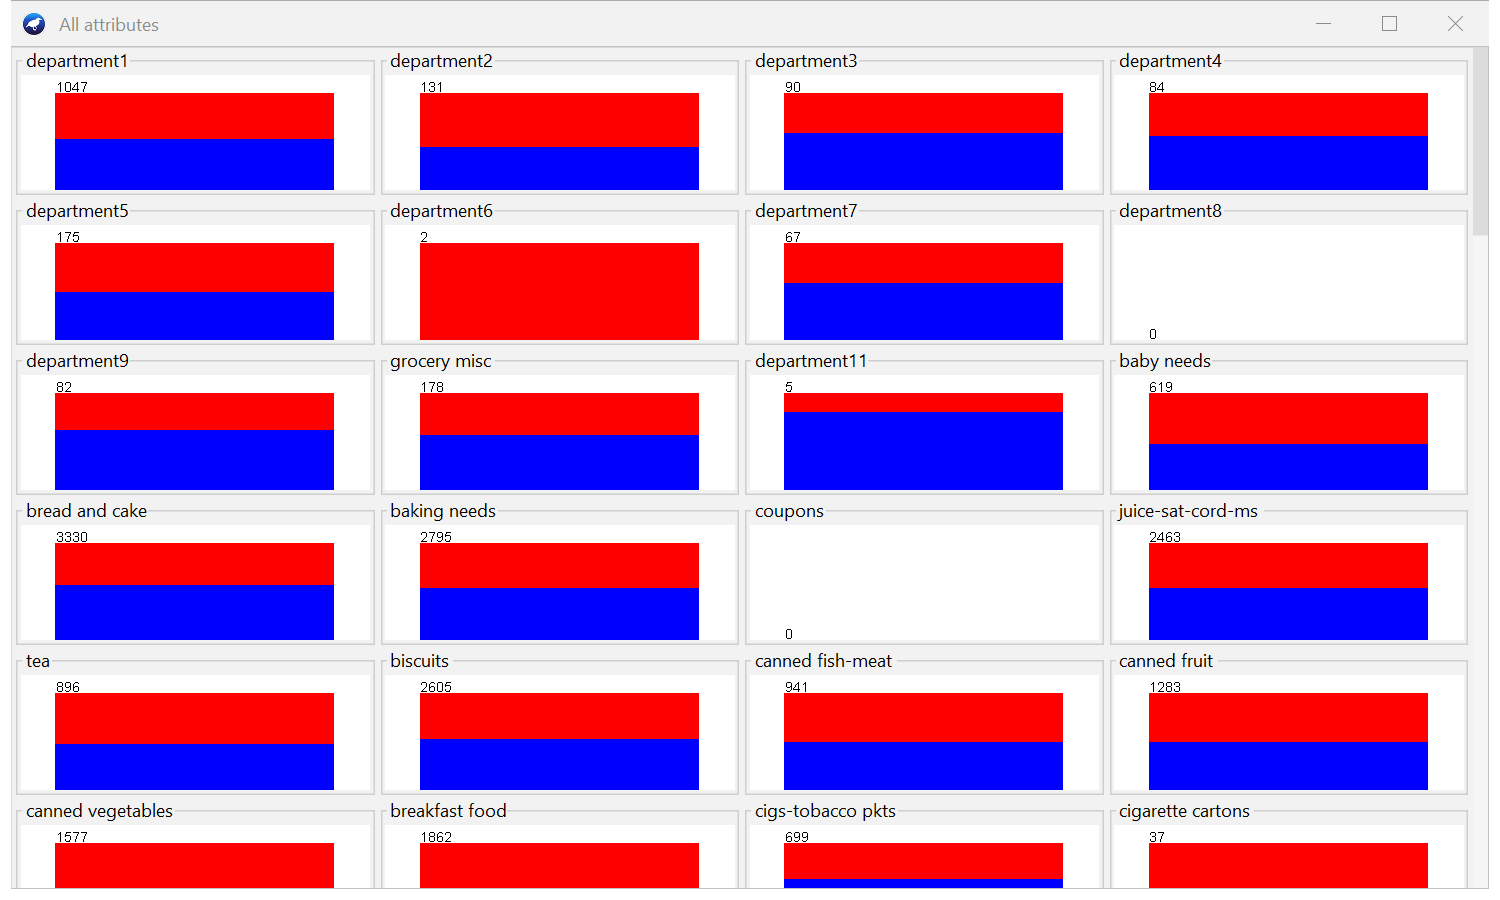 All attributes
department1 department2 department3 department4
1047 131 90 84
department5 department6 department7 department8
175 2 67 0
department9 grocery misc department11 baby needs
82 178 5 619
bread and cake baking needs coupons juice-sat-cord-ms
3330 2795 0 2463
tea biscuits canned fish-meat canned fruit
896 2605 941 1283
canned vegetables breakfast food cigs-tobacco pkts cigarette cartons
1577 1862 699 37